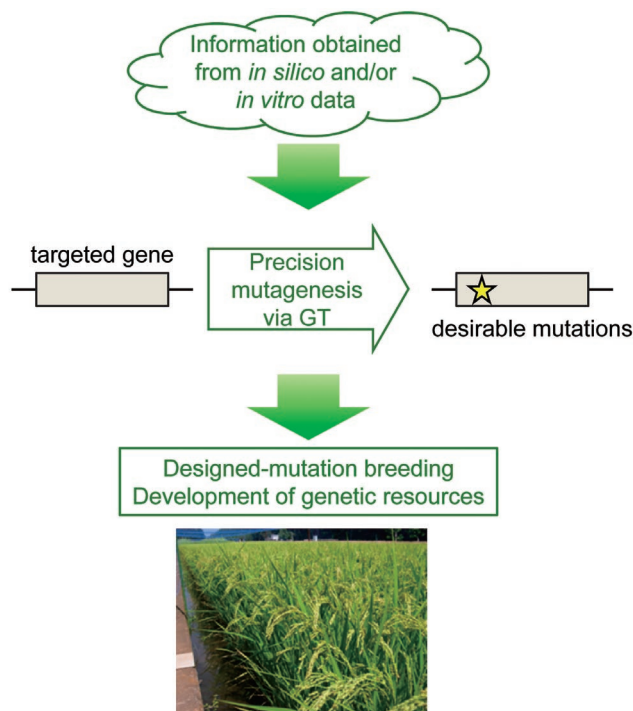 Information obtained
from in silico and/or
in vitro data
targeted gene
Precision
mutagenesis
via GT
desirable mutations
Designed-mutation breeding
Development of genetic resources